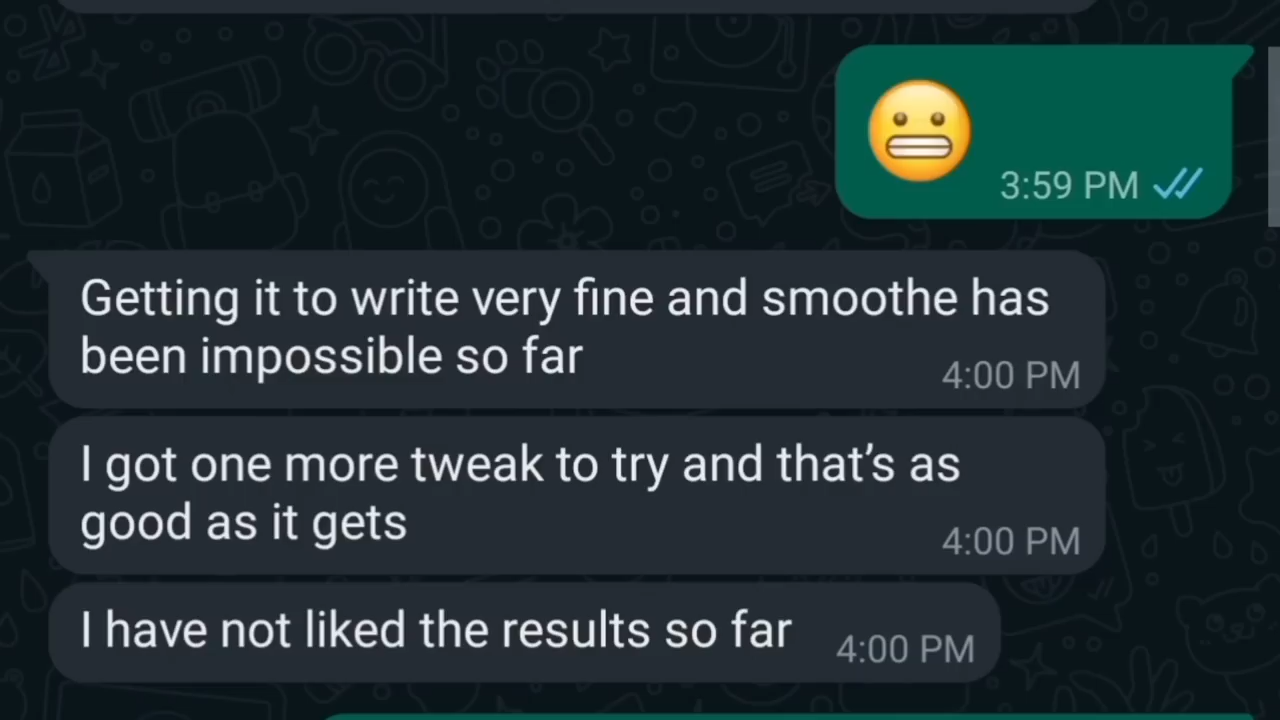 😬
3:59 PM
Getting it to write very fine and smoothe has
been impossible so far
4:00 PM
I got one more tweak to try and that’s as
good as it gets
4:00 PM
I have not liked the results so far
4:00 PM